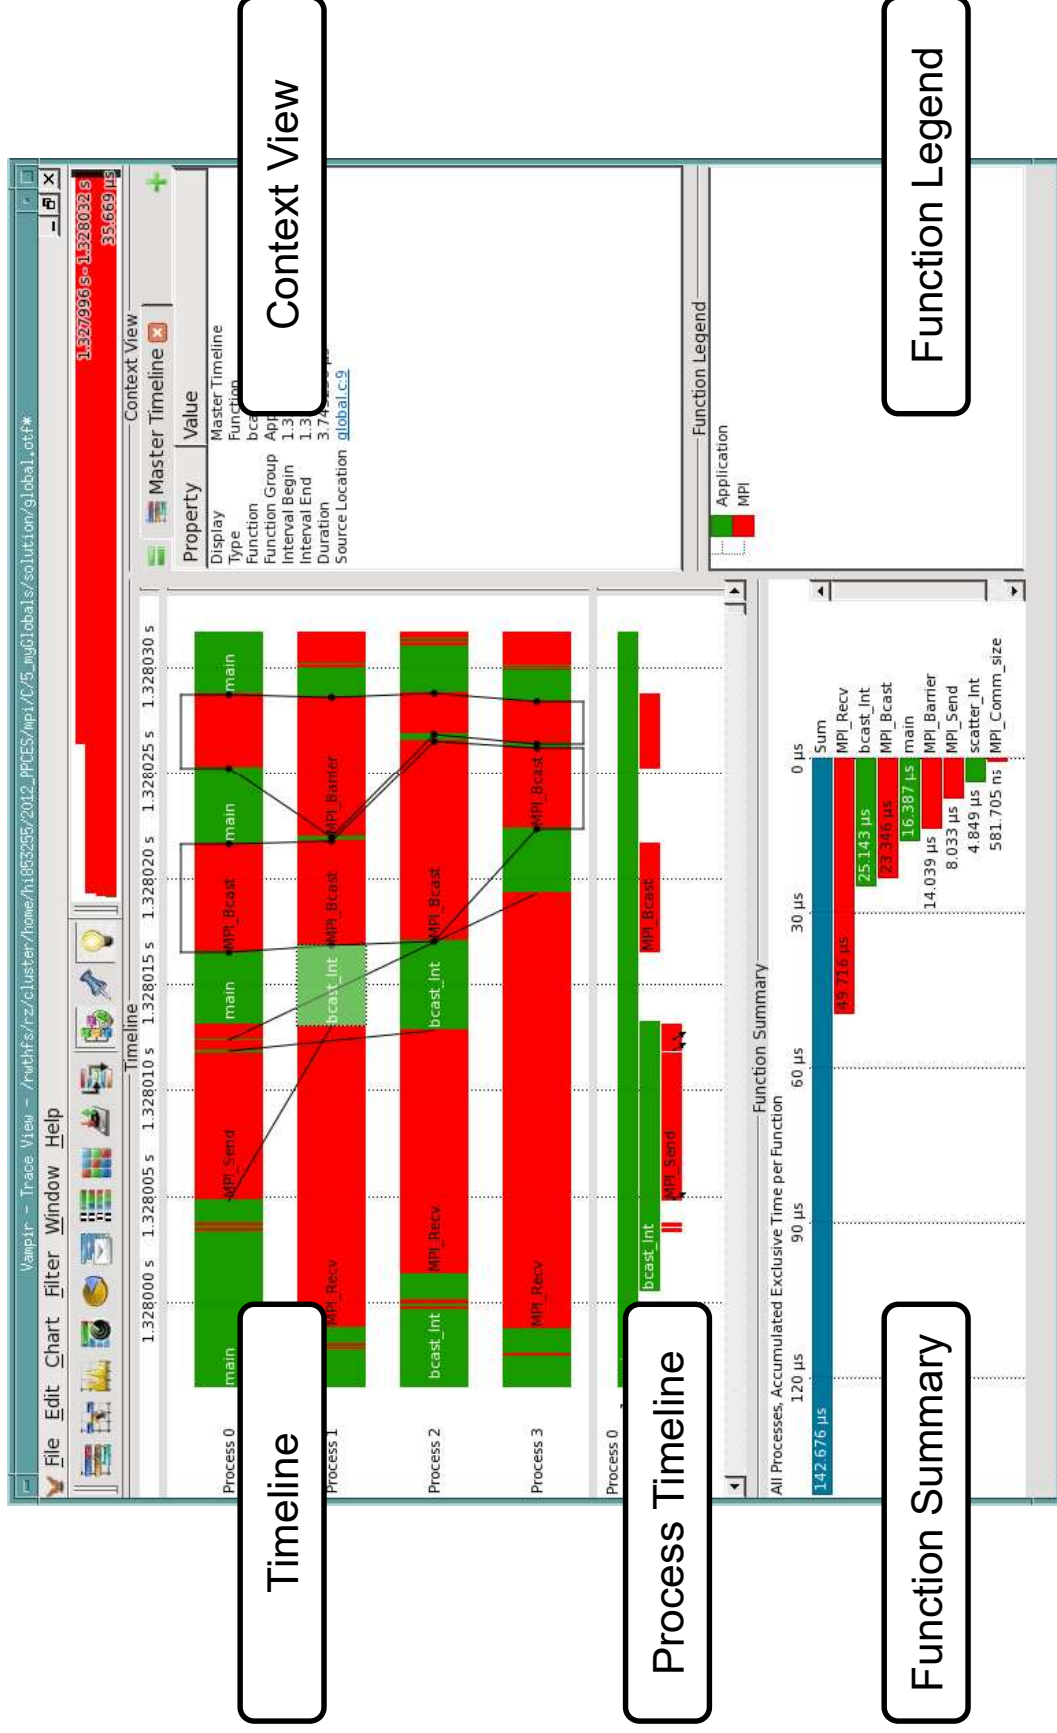 Vampir - Trace View - /rwthfs/rz/cluster/home/hi853255/2012_PPCES/mpi/C/5_myGlobals/solution/global.otf*
File Edit Chart Filter Window Help
1.327996 s - 1.328032 s
35.669 µs
Timeline
1.328000 s 1.328005 s 1.328010 s 1.328015 s 1.328020 s 1.328025 s 1.328030 s
Process 0 main MPI_Send main MPI_Bcast main main
Process 1 MPI_Recv bcast_Int MPI_Bcast MPI_Barrier
Process 2 bcast_Int MPI_Recv bcast_Int MPI_Bcast
Process 3 MPI_Recv MPI_Bcast
Process 0
bcast_Int
MPI_Send MPI_Bcast
Context View
Master Timeline
Property Value
Display Master Timeline
Type Function
Function bca
Function Group App
Interval Begin 1.3
Interval End 1.3
Duration 3.74
Source Location global.c:9
Function Legend
Application
MPI
Function Summary
All Processes, Accumulated Exclusive Time per Function
120 µs 90 µs 60 µs 30 µs 0 µs
142.676 µs Sum
49.716 µs MPI_Recv
25.143 µs bcast_Int
23.346 µs MPI_Bcast
16.387 µs main
14.039 µs MPI_Barrier
8.033 µs MPI_Send
4.849 µs scatter_Int
581.705 ns MPI_Comm_size
Timeline
Context View
Process Timeline
Function Summary
Function Legend